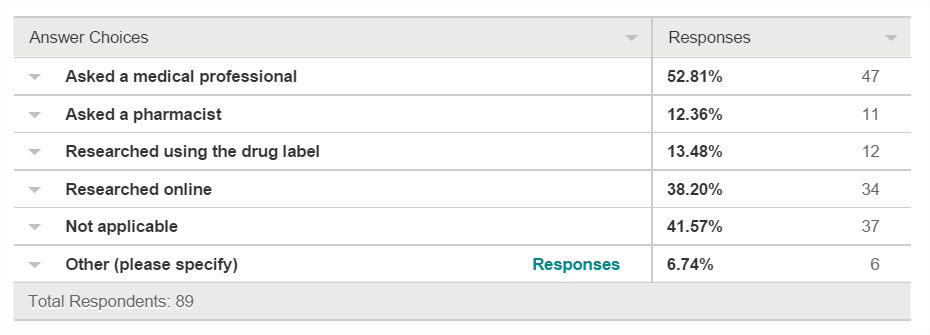 Answer Choices Responses
Asked a medical professional 52.81% 47
Asked a pharmacist 12.36% 11
Researched using the drug label 13.48% 12
Researched online 38.20% 34
Not applicable 41.57% 37
Other (please specify) Responses 6.74% 6
Total Respondents: 89